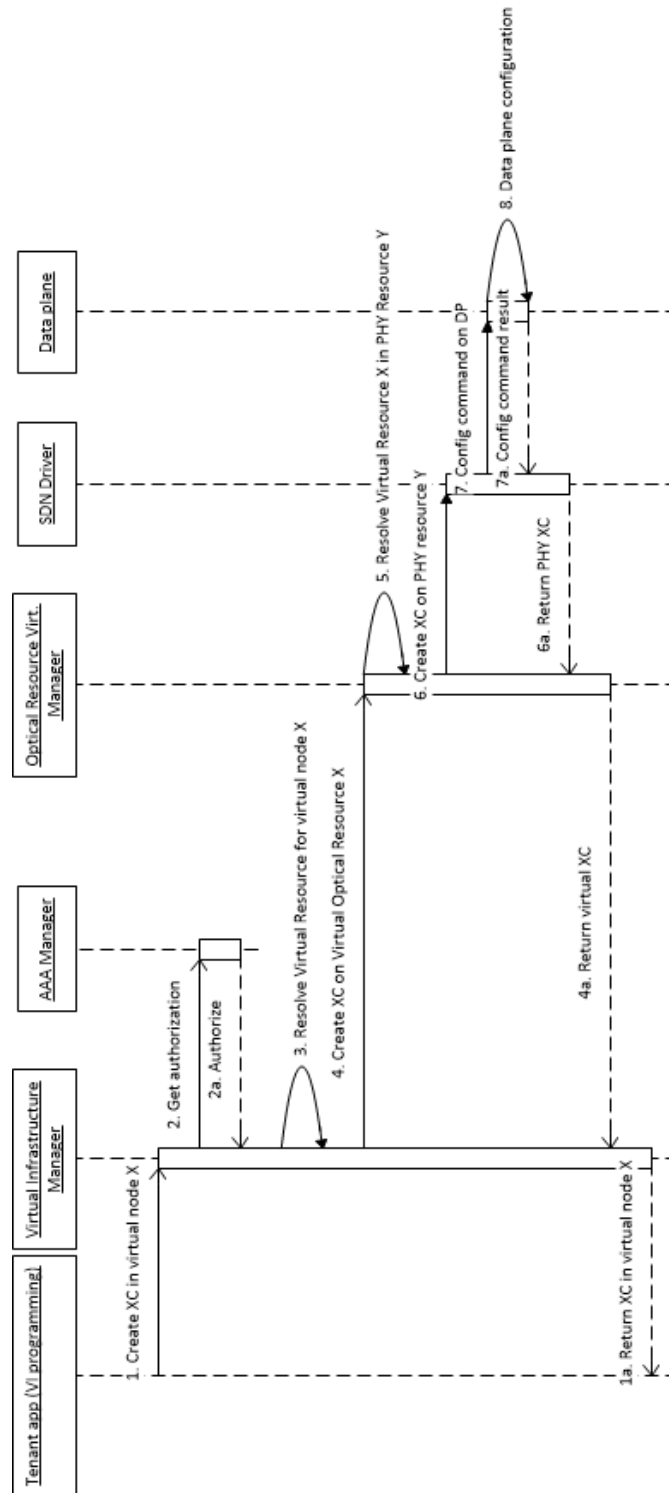 Tenant app (VI programming)
Virtual Infrastructure
Manager
AAA Manager
Optical Resource Virt.
Manager
SDN Driver
Data plane
1. Create XC in virtual node X
2. Get authorization
2a. Authorize
3. Resolve Virtual Resource for virtual node X
4. Create XC on Virtual Optical Resource X
5. Resolve Virtual Resource X in PHY Resource Y
6. Create XC on PHY resource Y
7. Config command on DP
8. Data plane configuration
7a. Config command result
6a. Return PHY XC
4a. Return virtual XC
1a. Return XC in virtual node X